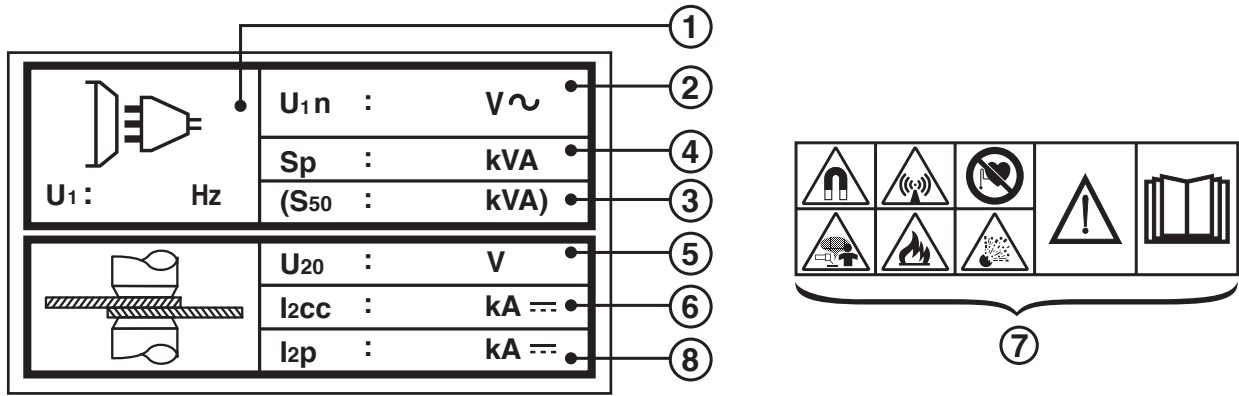 1
U1n : V~ 2
Sp : kVA 4
U1: Hz (S50 : kVA) 3
U20 : V 5
I2cc : kA ⎓ 6
I2p : kA ⎓ 8
7